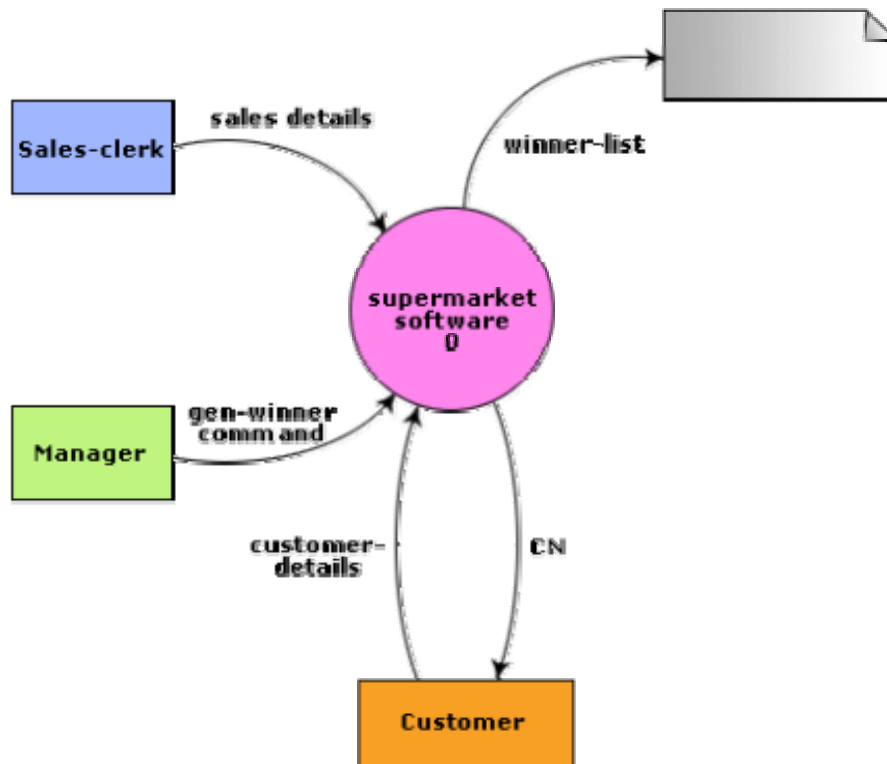 sales details
Sales-clerk
winner-list
supermarket
software
0
gen-winner
command
Manager
customer-
details
CN
Customer